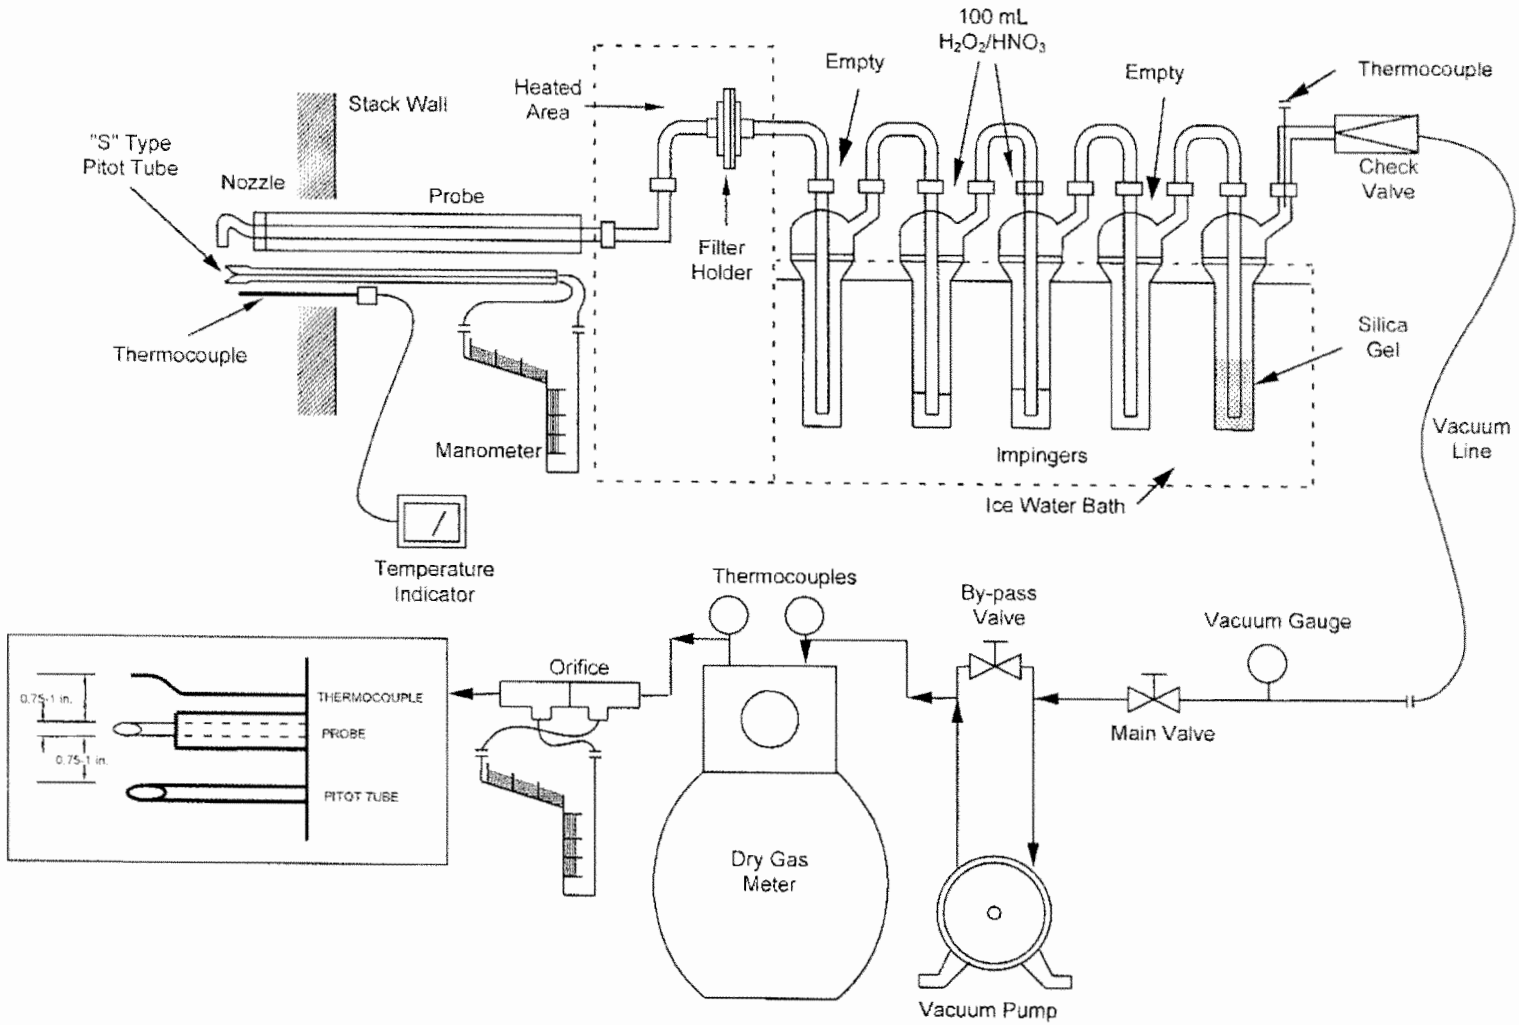 100 mL
H2O2/HNO3
Empty
Empty
Thermocouple
Heated
Area
Stack Wall
"S" Type
Pitot Tube
Nozzle
Probe
Check
Valve
Filter
Holder
Silica
Gel
Thermocouple
Manometer
Vacuum
Line
Impingers
Ice Water Bath
Temperature
Indicator
Thermocouples
By-pass
Valve
Vacuum Gauge
Orifice
Main Valve
0.75-1 in.
THERMOCOUPLE
PROBE
0.75-1 in.
PITOT TUBE
Dry Gas
Meter
Vacuum Pump